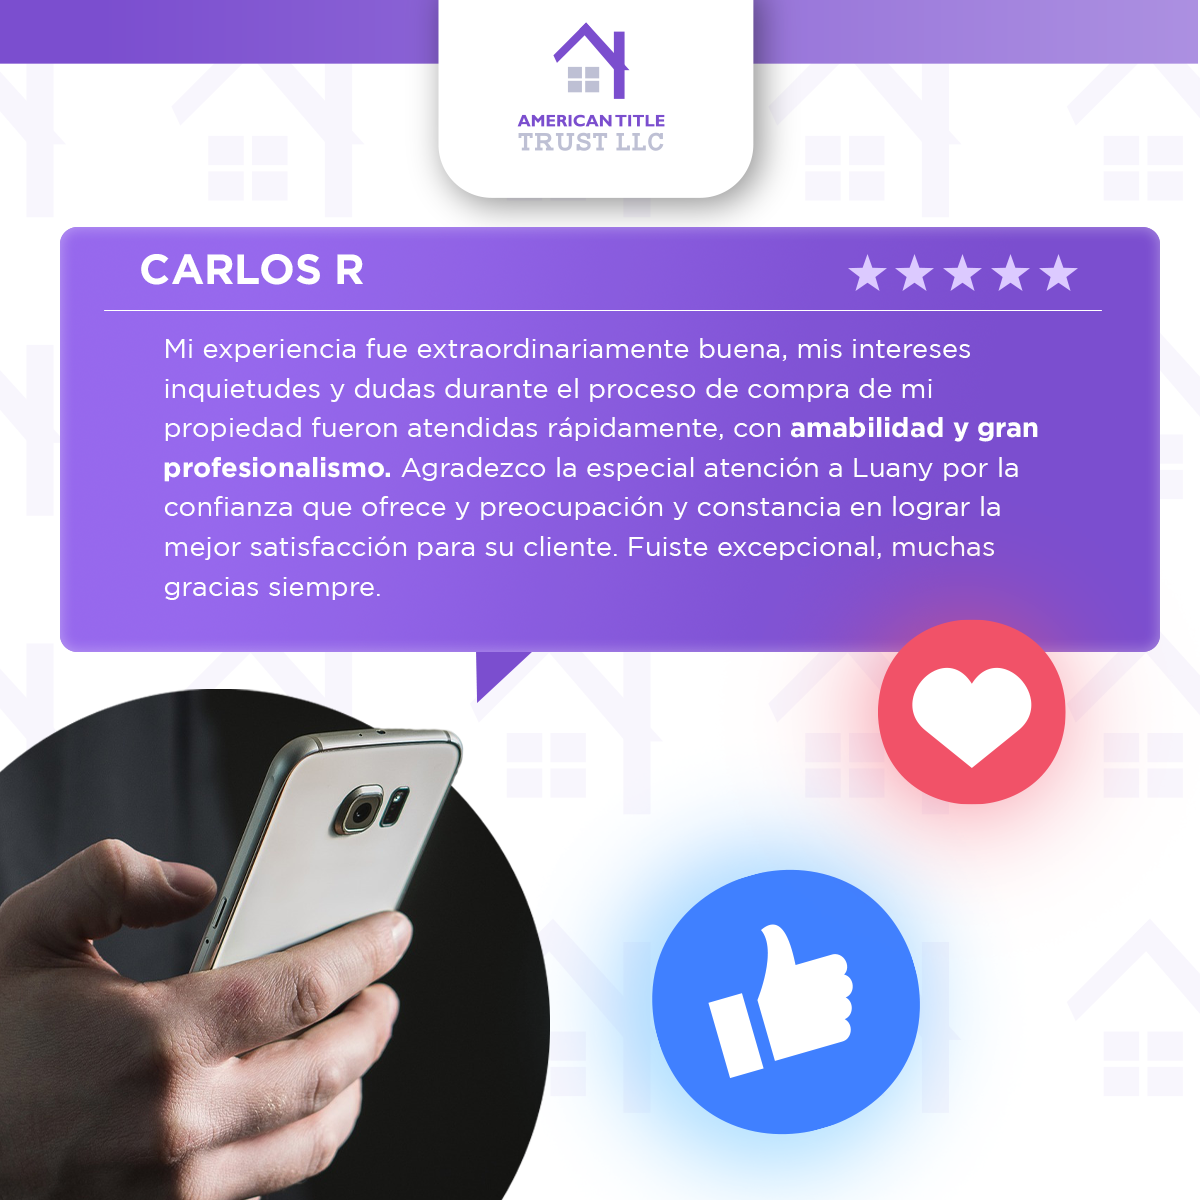 AMERICAN TITLE
TRUST LLC
CARLOS R
Mi experiencia fue extraordinariamente buena, mis intereses
inquietudes y dudas durante el proceso de compra de mi
propiedad fueron atendidas rápidamente, con amabilidad y gran
profesionalismo. Agradezco la especial atención a Luany por la
confianza que ofrece y preocupación y constancia en lograr la
mejor satisfacción para su cliente. Fuiste excepcional, muchas
gracias siempre.